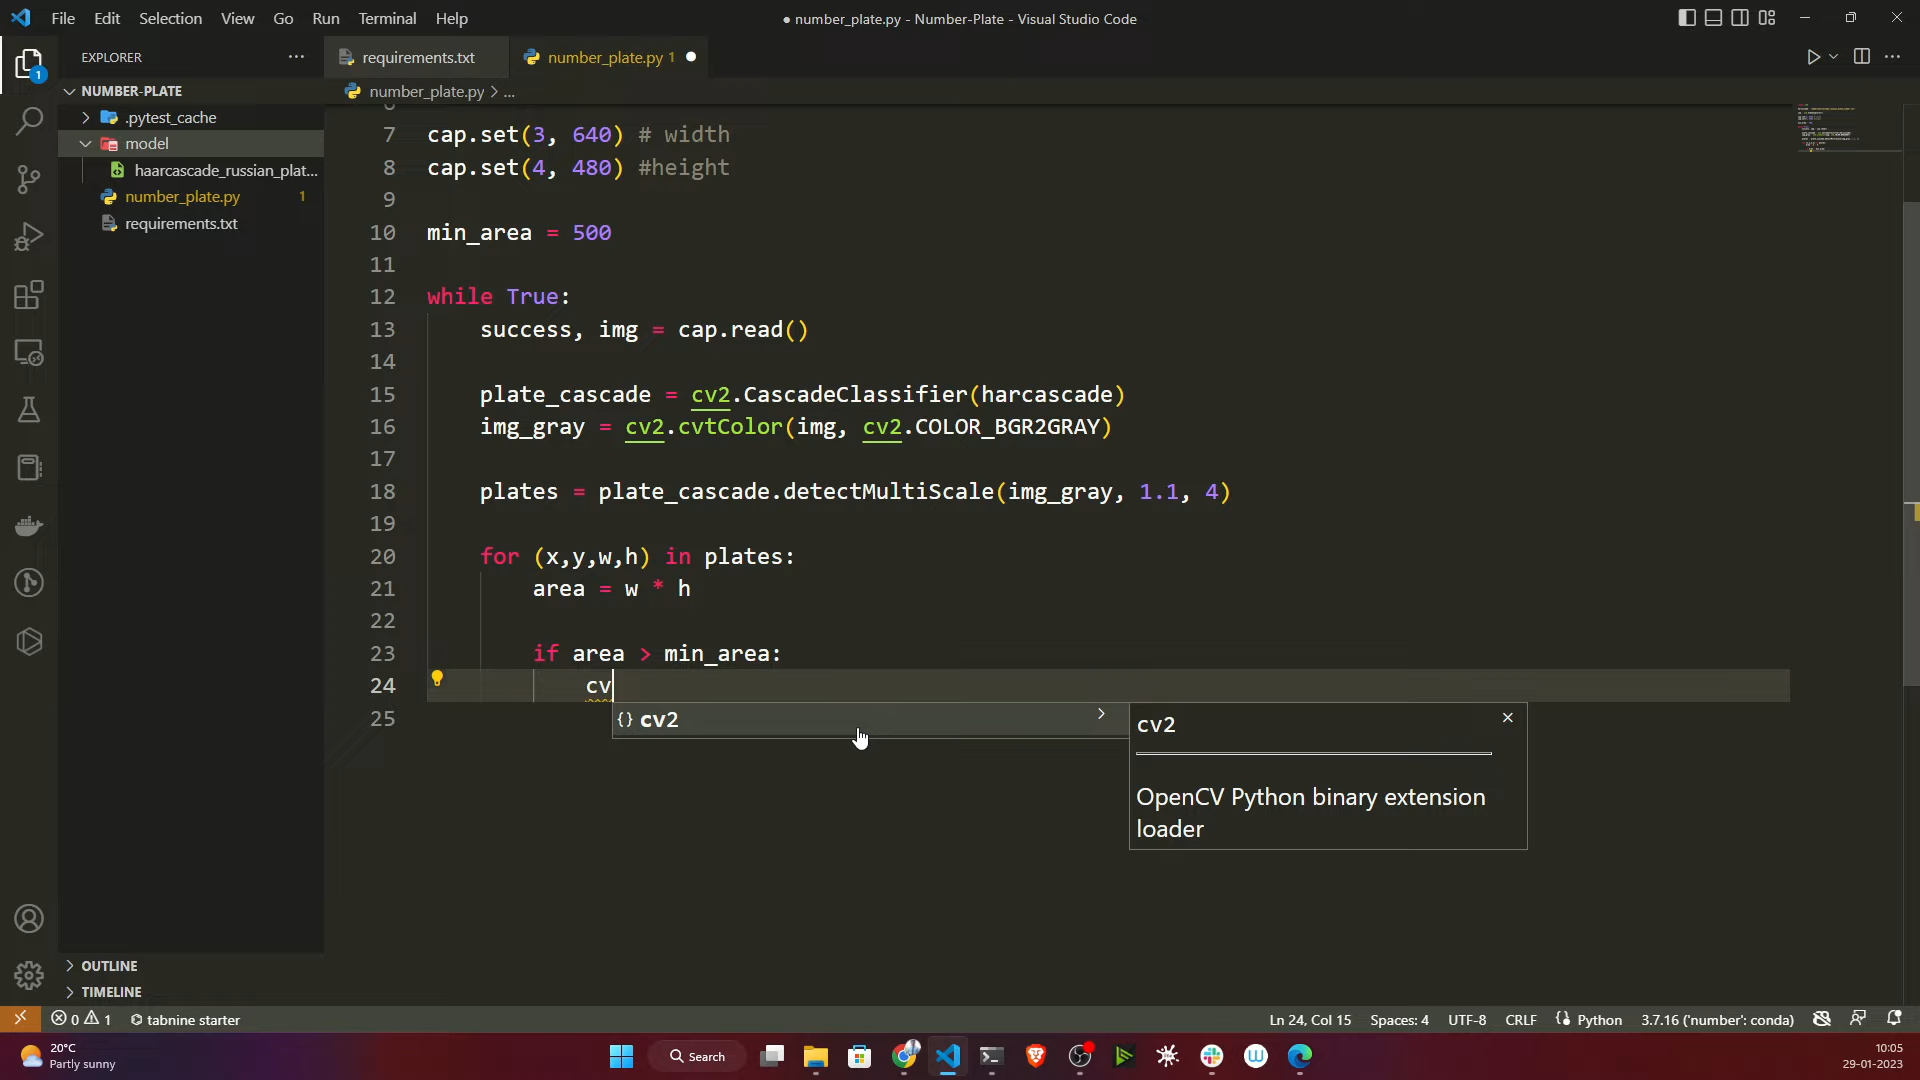 File Edit Selection View Go Run Terminal Help
● number_plate.py - Number-Plate - Visual Studio Code
EXPLORER
requirements.txt
number_plate.py 1
NUMBER-PLATE
number_plate.py > ...
.pytest_cache
model
haarcascade_russian_plat...
number_plate.py 1
requirements.txt
7 cap.set(3, 640) # width
8 cap.set(4, 480) #height
9
10 min_area = 500
11
12 while True:
13 success, img = cap.read()
14
15 plate_cascade = cv2.CascadeClassifier(harcascade)
16 img_gray = cv2.cvtColor(img, cv2.COLOR_BGR2GRAY)
17
18 plates = plate_cascade.detectMultiScale(img_gray, 1.1, 4)
19
20 for (x,y,w,h) in plates:
21 area = w * h
22
23 if area > min_area:
24 cv
25
{} cv2
cv2
OpenCV Python binary extension
loader
1
OUTLINE
TIMELINE
0 1 tabnine starter
Ln 24, Col 15 Spaces: 4 UTF-8 CRLF Python 3.7.16 ('number': conda)
20°C
Partly sunny
Search
10:05
29-01-2023